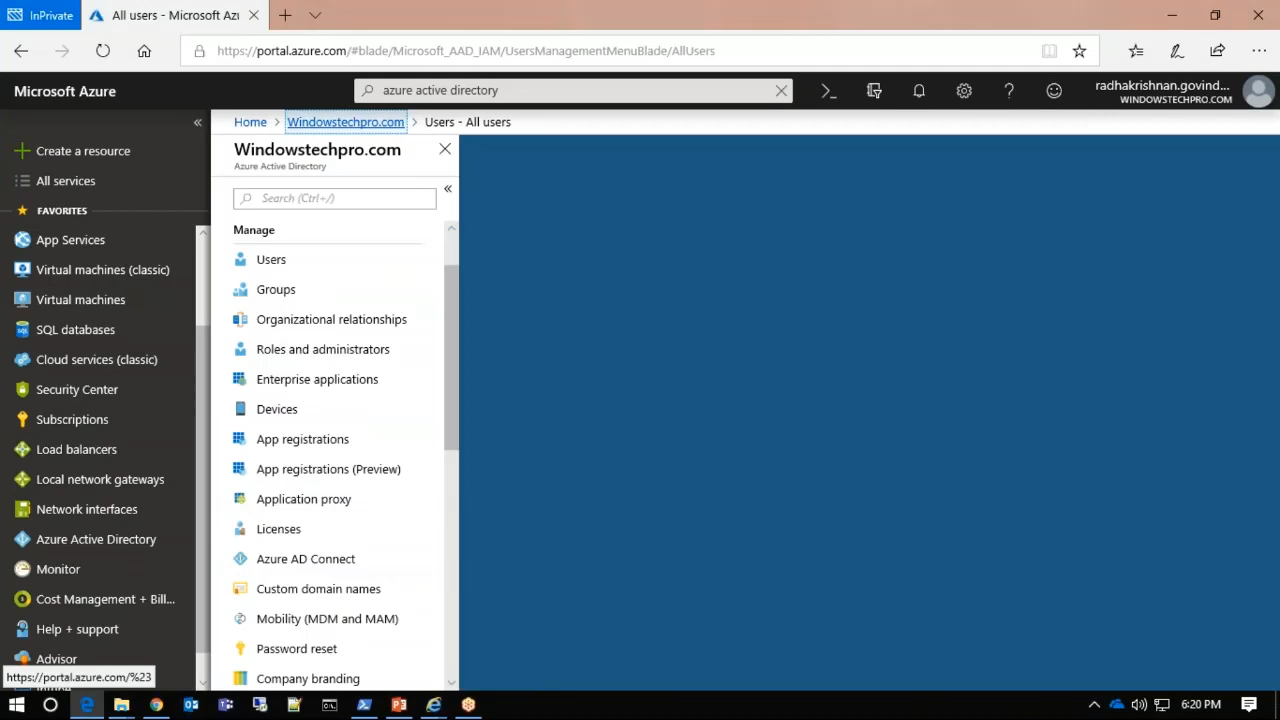 InPrivate
All users - Microsoft Az
https://portal.azure.com/#blade/Microsoft_AAD_IAM/UsersManagementMenuBlade/AllUsers
Microsoft Azure
azure active directory
radhakrishnan.govind...
WINDOWSTECHPRO.COM
Home > Windowstechpro.com > Users - All users
Create a resource
All services
FAVORITES
App Services
Virtual machines (classic)
Virtual machines
SQL databases
Cloud services (classic)
Security Center
Subscriptions
Load balancers
Local network gateways
Network interfaces
Azure Active Directory
Monitor
Cost Management + Bill...
Help + support
Advisor
https://portal.azure.com/%23
Windowstechpro.com
Azure Active Directory
Search (Ctrl+/)
Manage
Users
Groups
Organizational relationships
Roles and administrators
Enterprise applications
Devices
App registrations
App registrations (Preview)
Application proxy
Licenses
Azure AD Connect
Custom domain names
Mobility (MDM and MAM)
Password reset
Company branding
6:20 PM